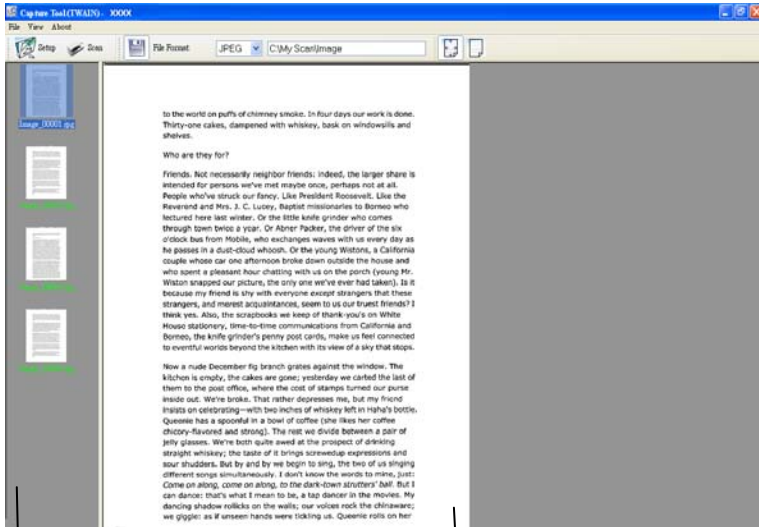 Capture Tool(TWAIN)- XXXX
File View About
Setup Scan File Format JPEG C:\My Scan\Image
Image_00001.jpg
to the world on puffs of chimney smoke. In four days our work is done.
Thirty-one cakes, dampened with whiskey, bask on windowsills and
shelves.
Who are they for?
Friends. Not necessarily neighbor friends: indeed, the larger share is
intended for persons we've met maybe once, perhaps not at all.
People who've struck our fancy. Like President Roosevelt. Like the
Reverend and Mrs. J. C. Lucey, Baptist missionaries to Borneo who
lectured here last winter. Or the little knife grinder who comes
through town twice a year. Or Abner Packer, the driver of the six
o'clock bus from Mobile, who exchanges waves with us every day as
he passes in a dust-cloud whoosh. Or the young Wistons, a California
couple whose car one afternoon broke down outside the house and
who spent a pleasant hour chatting with us on the porch (young Mr.
Wiston snapped our picture, the only one we've ever had taken). Is it
because my friend is shy with everyone except strangers that these
strangers, and merest acquaintances, seem to us our truest friends? I
think yes. Also, the scrapbooks we keep of thank-you's on White
House stationery, time-to-time communications from California and
Borneo, the knife grinder's penny post cards, make us feel connected
to eventful worlds beyond the kitchen with its view of a sky that stops.
Now a nude December fig branch grates against the window. The
kitchen is empty, the cakes are gone; yesterday we carted the last of
them to the post office, where the cost of stamps turned our purse
inside out. We're broke. That rather depresses me, but my friend
insists on celebrating—with two inches of whiskey left in Haha's bottle.
Queenie has a spoonful in a bowl of coffee (she likes her coffee
chicory-flavored and strong). The rest we divide between a pair of
jelly glasses. We're both quite awed at the prospect of drinking
straight whiskey; the taste of it brings screwedup expressions and
sour shudders. But by and by we begin to sing, the two of us singing
different songs simultaneously. I don't know the words to mine, just:
Come on along, come on along, to the dark-town strutters' ball. But I
can dance: that's what I mean to be, a tap dancer in the movies. My
dancing shadow rollicks on the walls; our voices rock the chinaware;
we giggle: as if unseen hands were tickling us. Queenie rolls on her